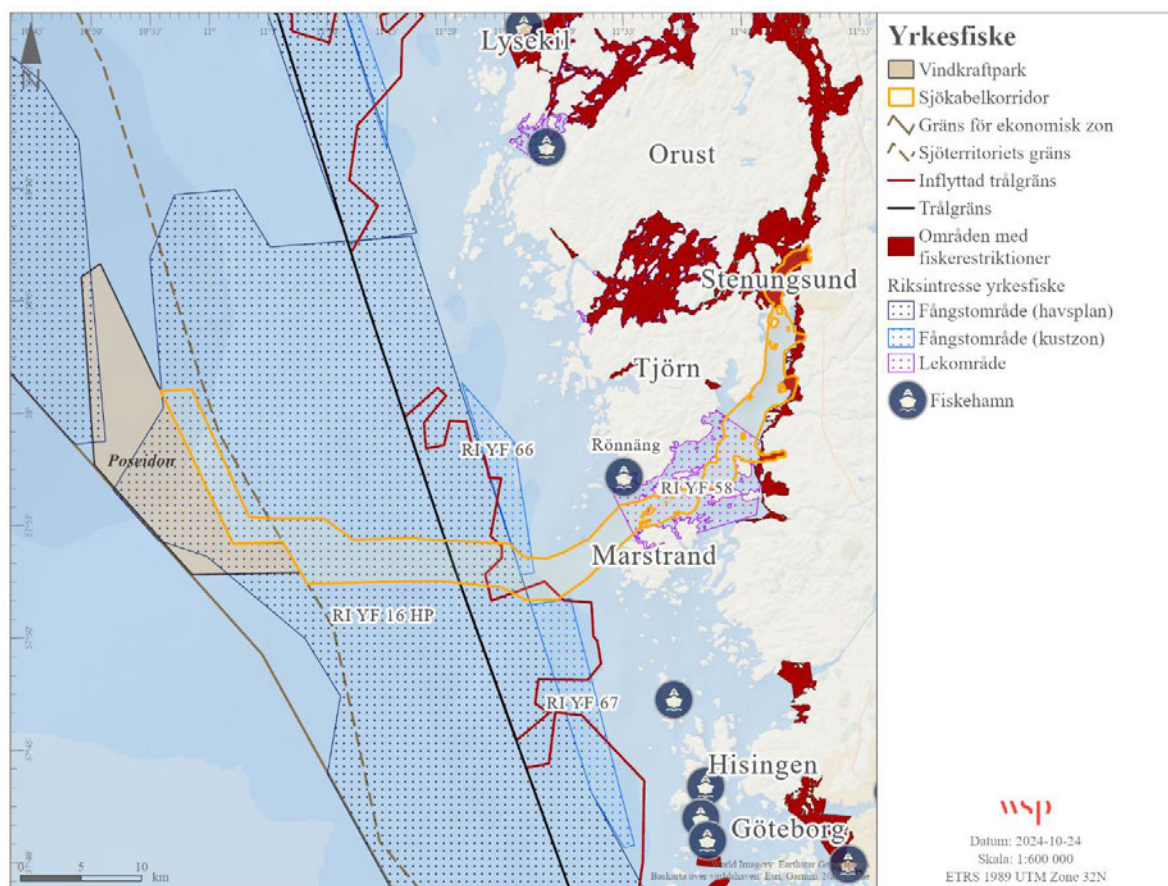 Lysekil
Orust
Stenungsund
Tjörn
Rönnäng
RI YF 66
RI YF 58
Poseidon
Marstrand
RI YF 16 HP
RI YF 67
Hisingen
Göteborg
0 5 10
km
Yrkesfiske
Vindkraftpark
Sjökabelkorridor
Gräns för ekonomisk zon
Sjöterritoriets gräns
Inflyttad trålgräns
Trålgräns
Områden med
fiskerestriktioner
Riksintresse yrkesfiske
Fångstområde (havsplan)
Fångstområde (kustzon)
Lekområde
Fiskehamn
wsp
Datum: 2024-10-24
Skala: 1:600 000
ETRS 1989 UTM Zone 32N